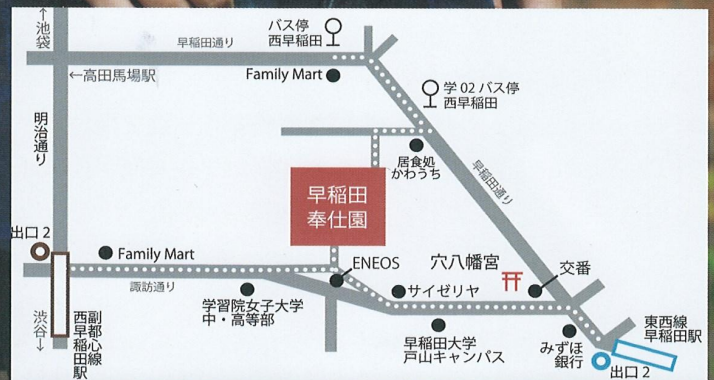 ↑池袋
バス停
西早稲田
早稲田通り
←高田馬場駅
Family Mart
学 02 バス停
西早稲田
明治通り
居食処
かわうち
早稲田通り
早稲田
奉仕園
出口 2
Family Mart
諏訪通り
ENEOS
穴八幡宮
交番
サイゼリヤ
学習院女子大学
中・高等部
早稲田大学
戸山キャンパス
みずほ
銀行
東西線
早稲田駅
出口 2
渋谷↓
副都心線
西早稲田駅